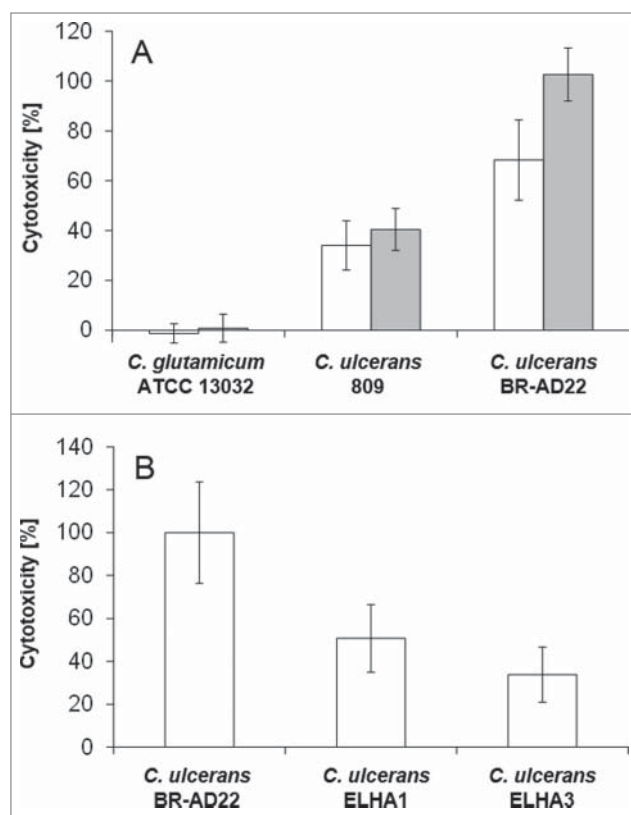 A
Cytotoxicity [%]
120
100
80
60
40
20
0
C. glutamicum
ATCC 13032
C. ulcerans
809
C. ulcerans
BR-AD22
B
Cytotoxicity [%]
140
120
100
80
60
40
20
0
C. ulcerans
BR-AD22
C. ulcerans
ELHA1
C. ulcerans
ELHA3